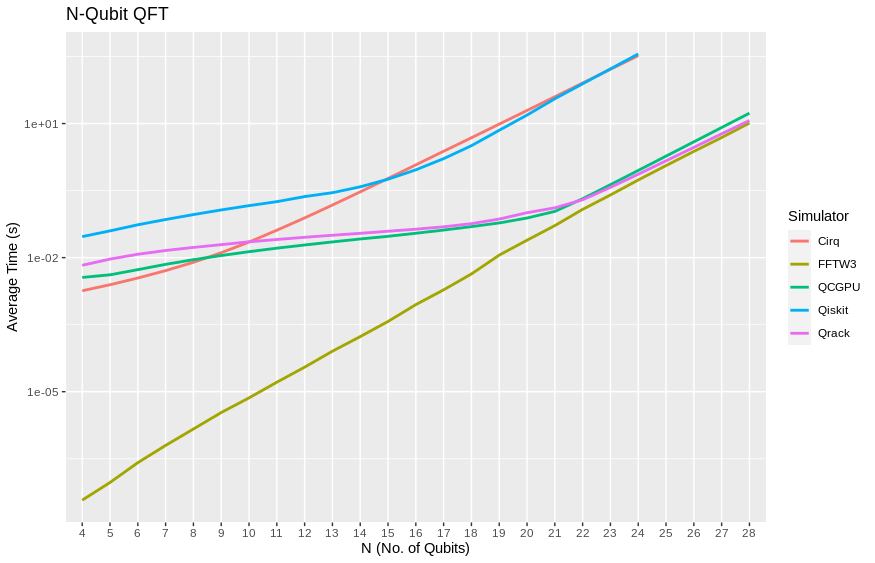 N-Qubit QFT
Average Time (s)
1e+01
1e-02
1e-05
4 5 6 7 8 9 10 11 12 13 14 15 16 17 18 19 20 21 22 23 24 25 26 27 28
N (No. of Qubits)
Simulator
Cirq
FFTW3
QCGPU
Qiskit
Qrack